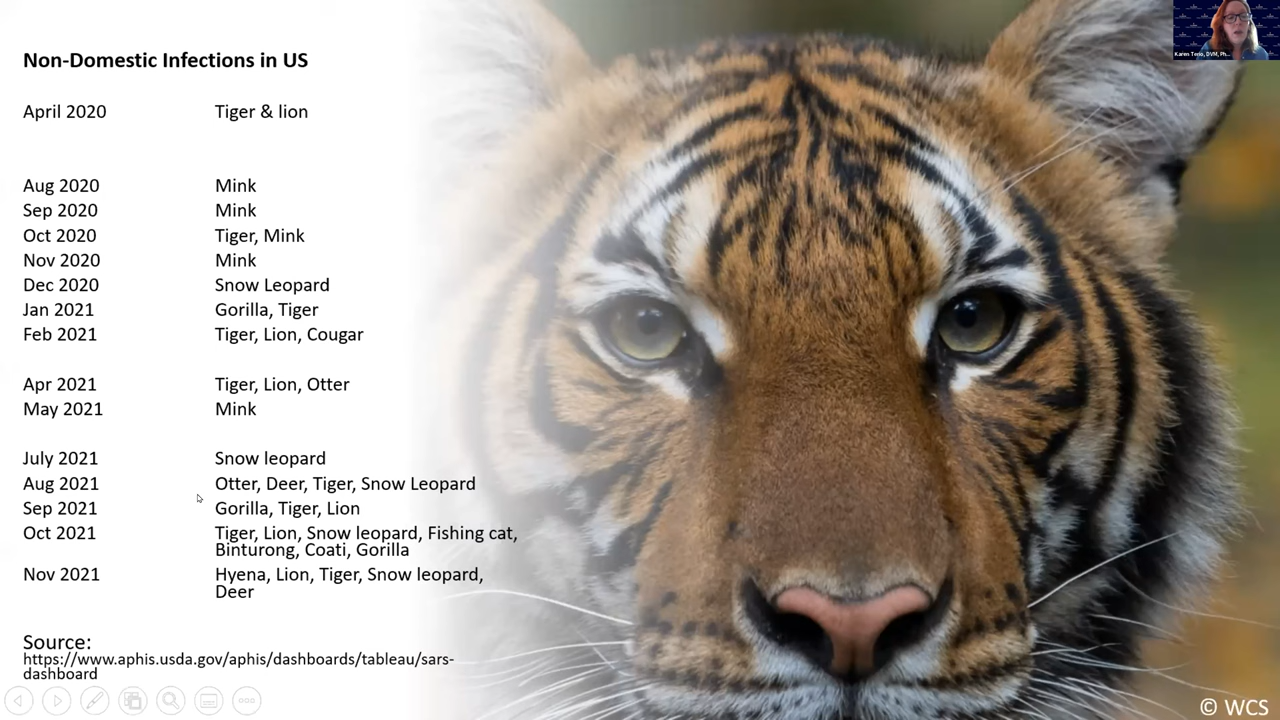 Non-Domestic Infections in US
April 2020 Tiger & lion
Aug 2020 Mink
Sep 2020 Mink
Oct 2020 Tiger, Mink
Nov 2020 Mink
Dec 2020 Snow Leopard
Jan 2021 Gorilla, Tiger
Feb 2021 Tiger, Lion, Cougar
Apr 2021 Tiger, Lion, Otter
May 2021 Mink
July 2021 Snow leopard
Aug 2021 Otter, Deer, Tiger, Snow Leopard
Sep 2021 Gorilla, Tiger, Lion
Oct 2021 Tiger, Lion, Snow leopard, Fishing cat,
Binturong, Coati, Gorilla
Nov 2021 Hyena, Lion, Tiger, Snow leopard,
Deer
Source:
https://www.aphis.usda.gov/aphis/dashboards/tableau/sars-
dashboard
Karen Terio, DVM, Ph...
© WCS